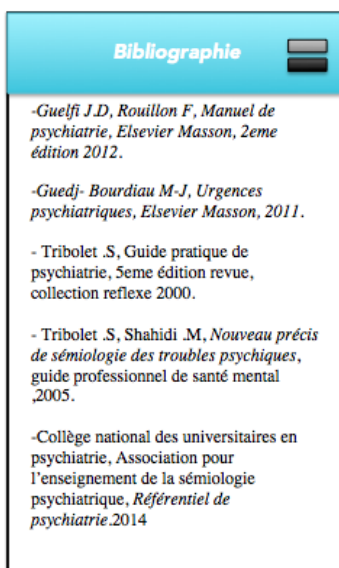 Bibliographie
-Guelfi J.D, Rouillon F, Manuel de
psychiatrie, Elsevier Masson, 2eme
édition 2012.
-Guedj- Bourdiau M-J, Urgences
psychiatriques, Elsevier Masson, 2011.
- Tribolet .S, Guide pratique de
psychiatrie, 5eme édition revue,
collection reflexe 2000.
- Tribolet .S, Shahidi .M, Nouveau précis
de sémiologie des troubles psychiques,
guide professionnel de santé mental
,2005.
-Collège national des universitaires en
psychiatrie, Association pour
l'enseignement de la sémiologie
psychiatrique, Référentiel de
psychiatrie.2014